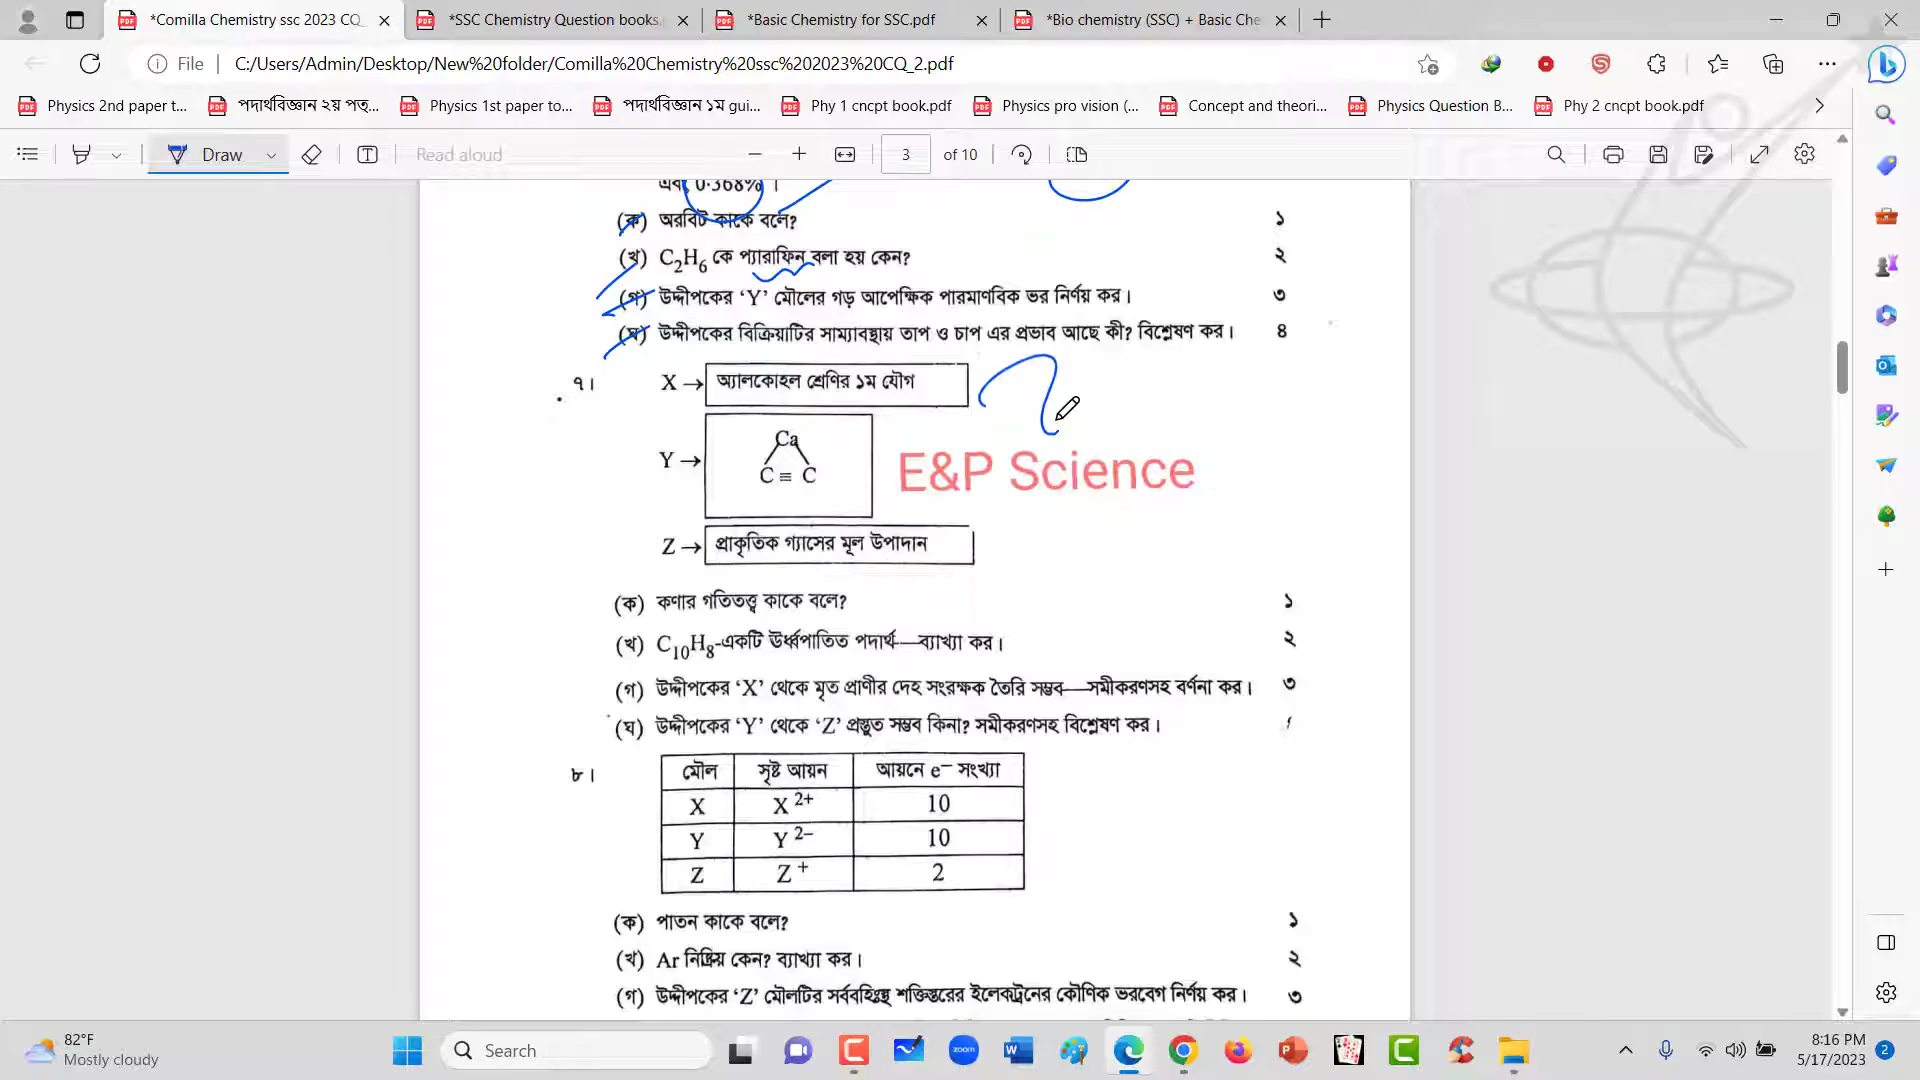 *Comilla Chemistry ssc 2023 CQ_
*SSC Chemistry Question books,
*Basic Chemistry for SSC.pdf
*Bio chemistry (SSC) + Basic Che
File
C:/Users/Admin/Desktop/New%20folder/Comilla%20Chemistry%20ssc%202023%20CQ_2.pdf
Physics 2nd paper t...
পদার্থবিজ্ঞান ২য় পত্...
Physics 1st paper to...
পদার্থবিজ্ঞান ১ম gui...
Phy 1 cncpt book.pdf
Physics pro vision (...
Concept and theori...
Physics Question B...
Phy 2 cncpt book.pdf
Draw
Read aloud
3 of 10
এবং 0·368% ।
(ক) অরবিট কাকে বলে? ১
(খ) C₂H₆ কে প্যারাফিন বলা হয় কেন? ২
(গ) উদ্দীপকের ‘Y’ মৌলের গড় আপেক্ষিক পারমাণবিক ভর নির্ণয় কর। ৩
(ঘ) উদ্দীপকের বিক্রিয়াটির সাম্যাবস্থায় তাপ ও চাপ এর প্রভাব আছে কী? বিশ্লেষণ কর। ৪
৭। X → অ্যালকোহল শ্রেণির ১ম যৌগ
Ca
Y →
C ≡ C
E&P Science
Z → প্রাকৃতিক গ্যাসের মূল উপাদান
(ক) কণার গতিতত্ত্ব কাকে বলে? ১
(খ) C₁₀H₈-একটি ঊর্ধ্বপাতিত পদার্থ—ব্যাখ্যা কর। ২
(গ) উদ্দীপকের ‘X’ থেকে মৃত প্রাণীর দেহ সংরক্ষক তৈরি সম্ভব—সমীকরণসহ বর্ণনা কর। ৩
(ঘ) উদ্দীপকের ‘Y’ থেকে ‘Z’ প্রস্তুত সম্ভব কিনা? সমীকরণসহ বিশ্লেষণ কর।
৮।
মৌল সৃষ্ট আয়ন আয়নে e⁻ সংখ্যা
X X²⁺ 10
Y Y²⁻ 10
Z Z⁺ 2
(ক) পাতন কাকে বলে? ১
(খ) Ar নিষ্ক্রিয় কেন? ব্যাখ্যা কর। ২
(গ) উদ্দীপকের ‘Z’ মৌলটির সর্ববহিঃস্থ শক্তিস্তরের ইলেকট্রনের কৌণিক ভরবেগ নির্ণয় কর। ৩
82°F
Mostly cloudy
Search
zoom
8:16 PM
5/17/2023
2